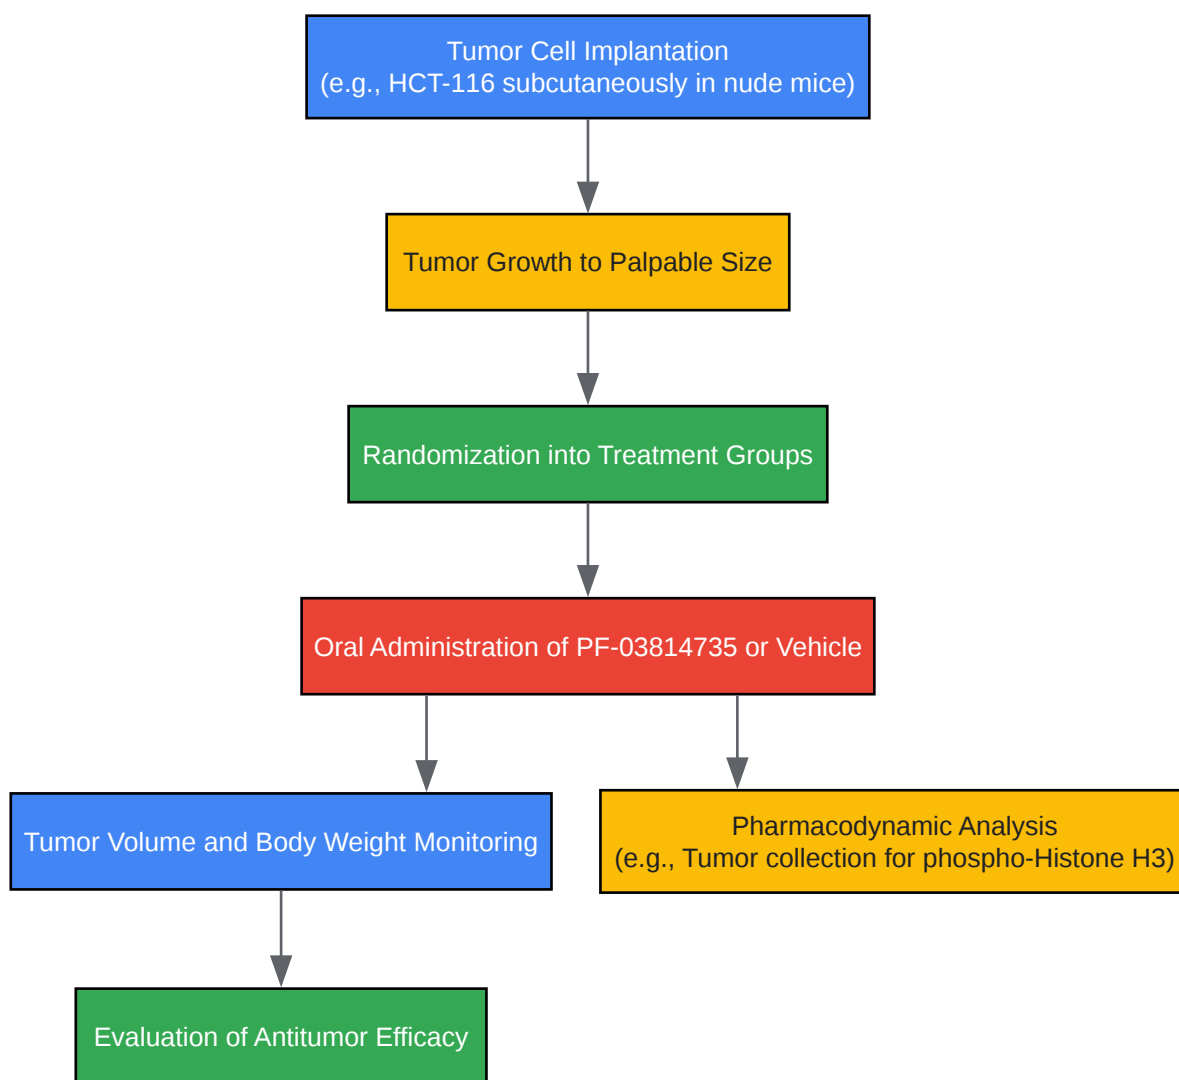 Tumor Cell Implantation
(e.g., HCT-116 subcutaneously in nude mice)
Tumor Growth to Palpable Size
Randomization into Treatment Groups
Oral Administration of PF-03814735 or Vehicle
Tumor Volume and Body Weight Monitoring
Pharmacodynamic Analysis
(e.g., Tumor collection for phospho-Histone H3)
Evaluation of Antitumor Efficacy